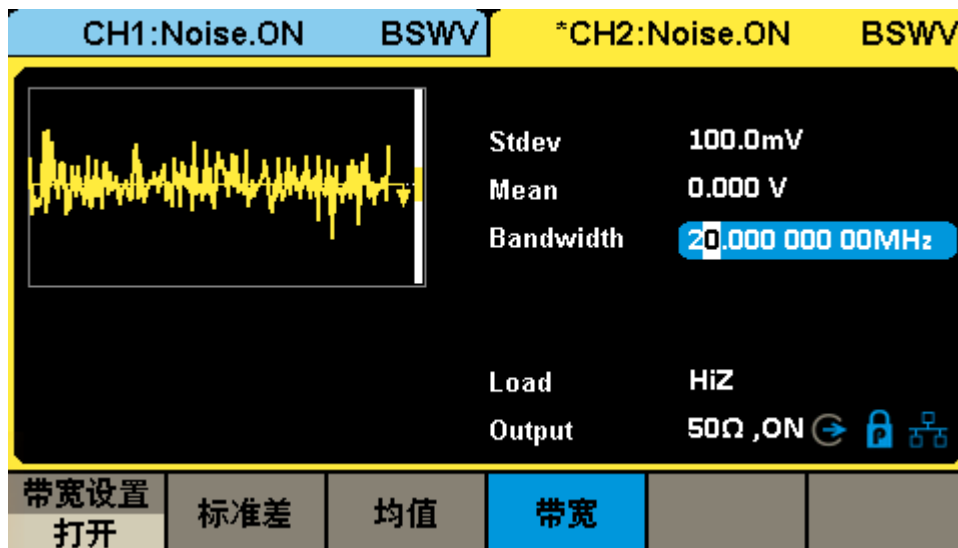 CH1:Noise.ON BSWV *CH2:Noise.ON BSWV
Stdev 100.0mV
Mean 0.000 V
Bandwidth 20.000 000 00MHz
Load HiZ
Output 50Ω ,ON P
带宽设置 标准差 均值 带宽
打开